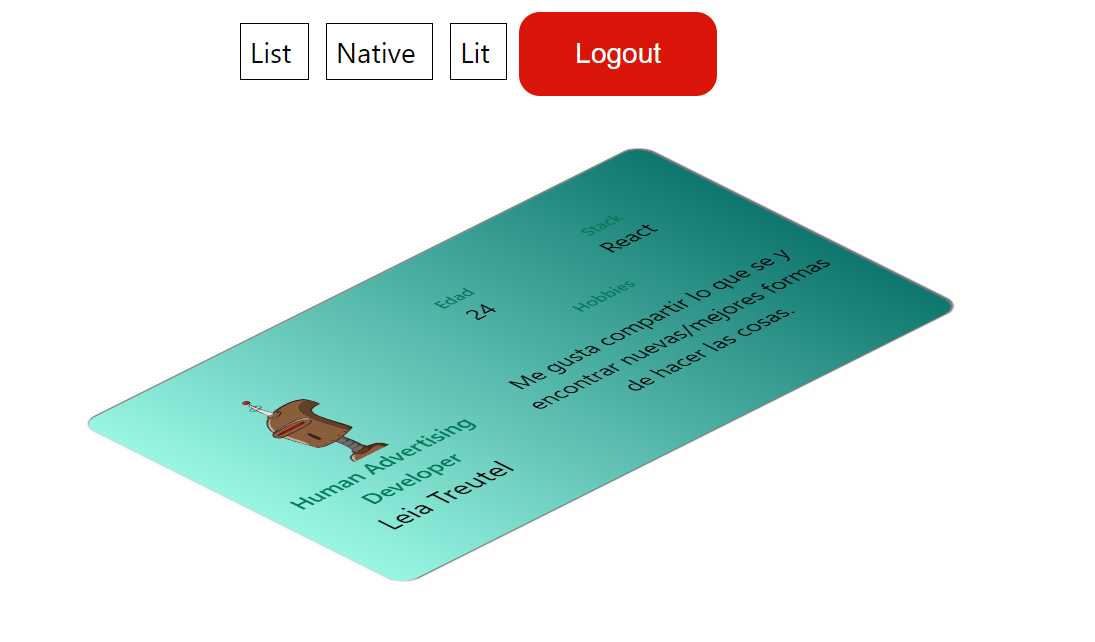 List
Native
Lit
Logout
Human Advertising
Developer
Leia Treutel
Edad
24
Stack
React
Hobbies
Me gusta compartir lo que se y
encontrar nuevas/mejores formas
de hacer las cosas.